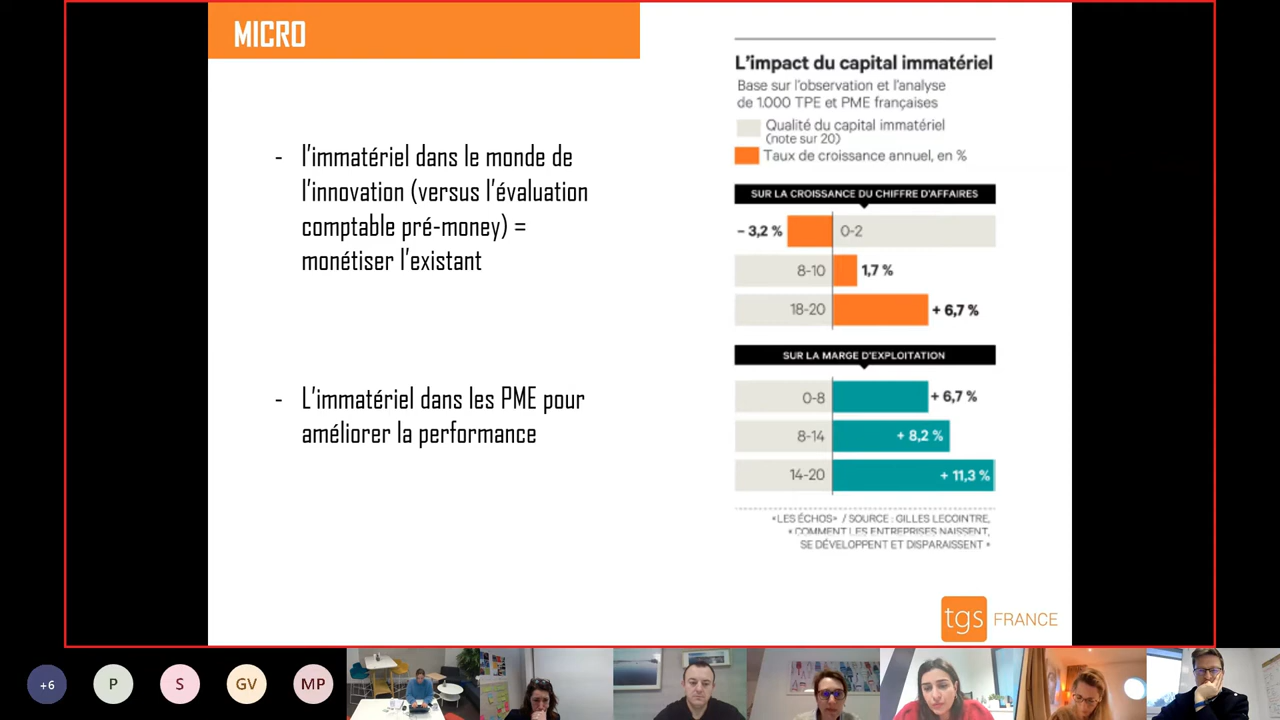 MICRO
- l'immatériel dans le monde de
l'innovation (versus l'évaluation
comptable pré-money) =
monétiser l'existant
- L'immatériel dans les PME pour
améliorer la performance
L'impact du capital immatériel
Base sur l'observation et l'analyse
de 1.000 TPE et PME françaises
Qualité du capital immatériel
(note sur 20)
Taux de croissance annuel, en %
SUR LA CROISSANCE DU CHIFFRE D'AFFAIRES
– 3,2 % 0-2
8-10 1,7 %
18-20 + 6,7 %
SUR LA MARGE D'EXPLOITATION
0-8 + 6,7 %
8-14 + 8,2 %
14-20 + 11,3 %
«LES ÉCHOS» / SOURCE : GILLES LECOINTRE,
« COMMENT LES ENTREPRISES NAISSENT,
SE DÉVELOPPENT ET DISPARAISSENT »
tgs FRANCE
+6 P S GV MP